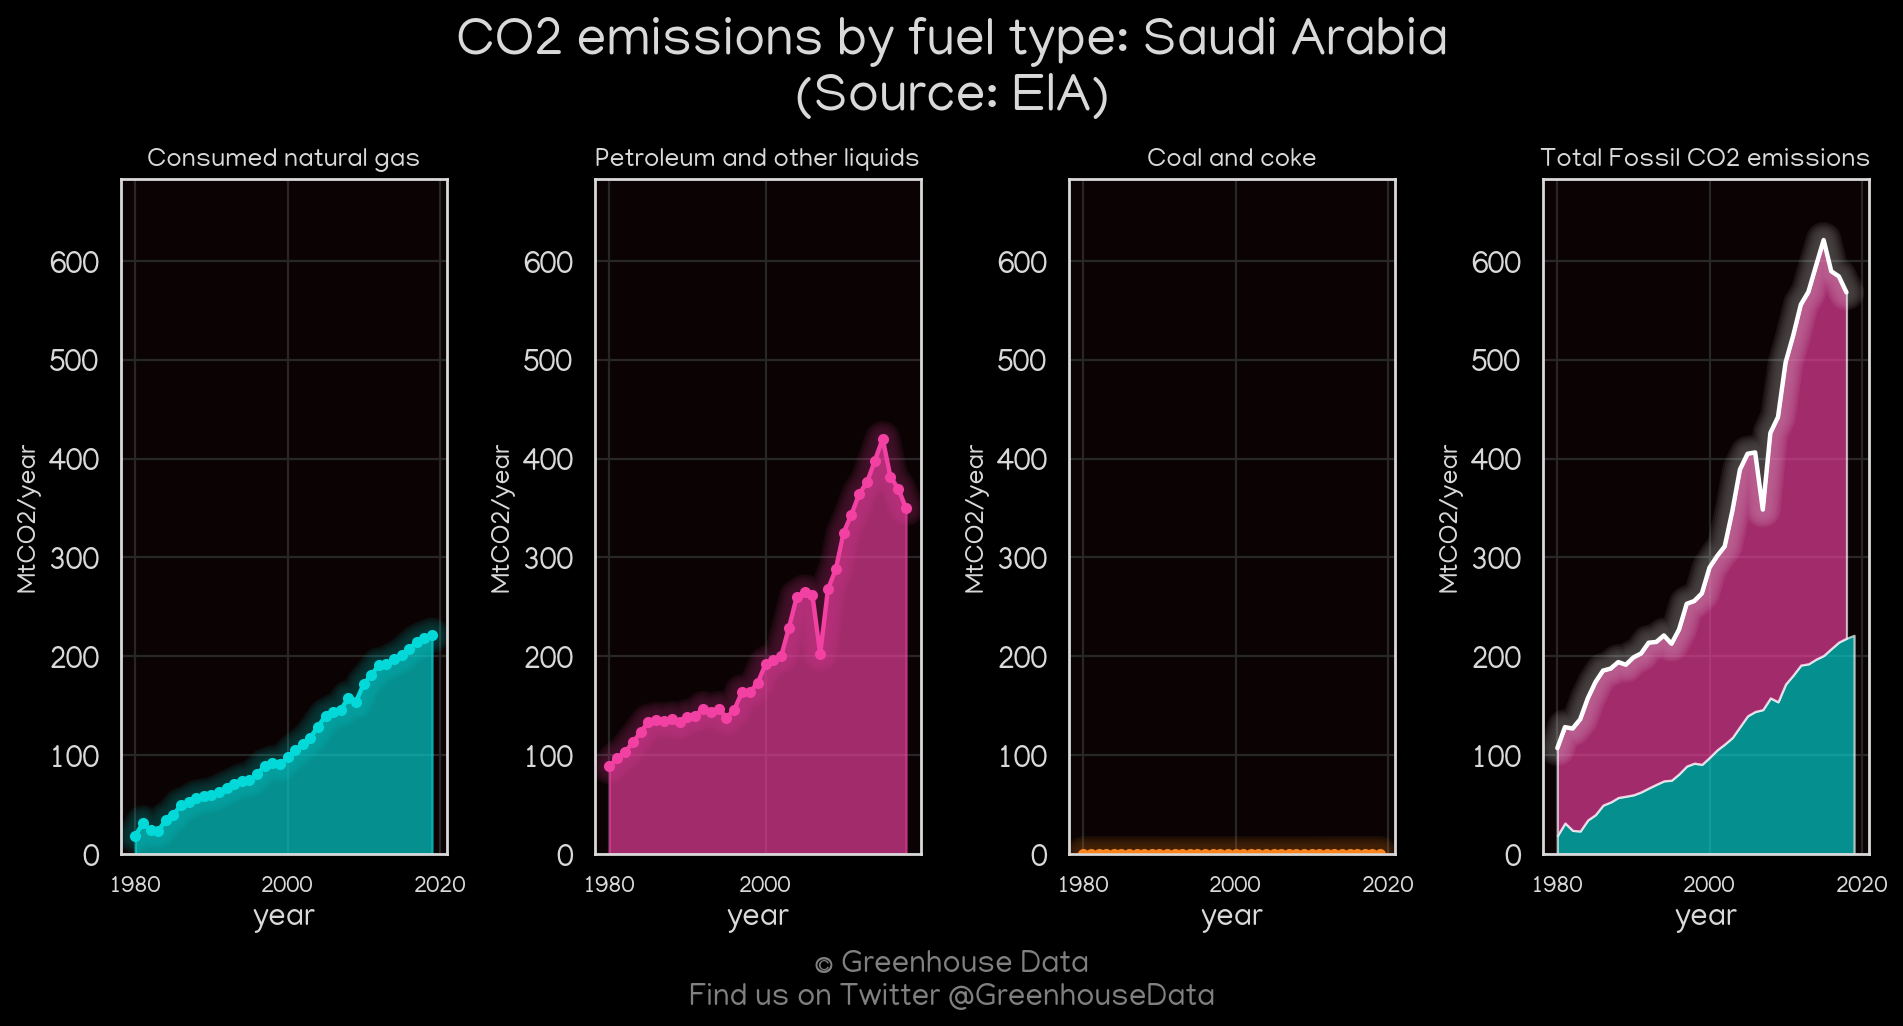 CO2 emissions by fuel type: Saudi Arabia
(Source: EIA)
Consumed natural gas
Petroleum and other liquids
Coal and coke
Total Fossil CO2 emissions
MtCO2/year
600
500
400
300
200
100
0
1980 2000 2020
year
MtCO2/year
600
500
400
300
200
100
0
1980 2000
year
MtCO2/year
600
500
400
300
200
100
0
1980 2000 2020
year
MtCO2/year
600
500
400
300
200
100
0
1980 2000 2020
year
© Greenhouse Data
Find us on Twitter @GreenhouseData